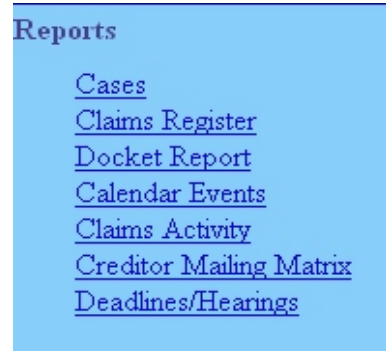 Reports
Cases
Claims Register
Docket Report
Calendar Events
Claims Activity
Creditor Mailing Matrix
Deadlines/Hearings